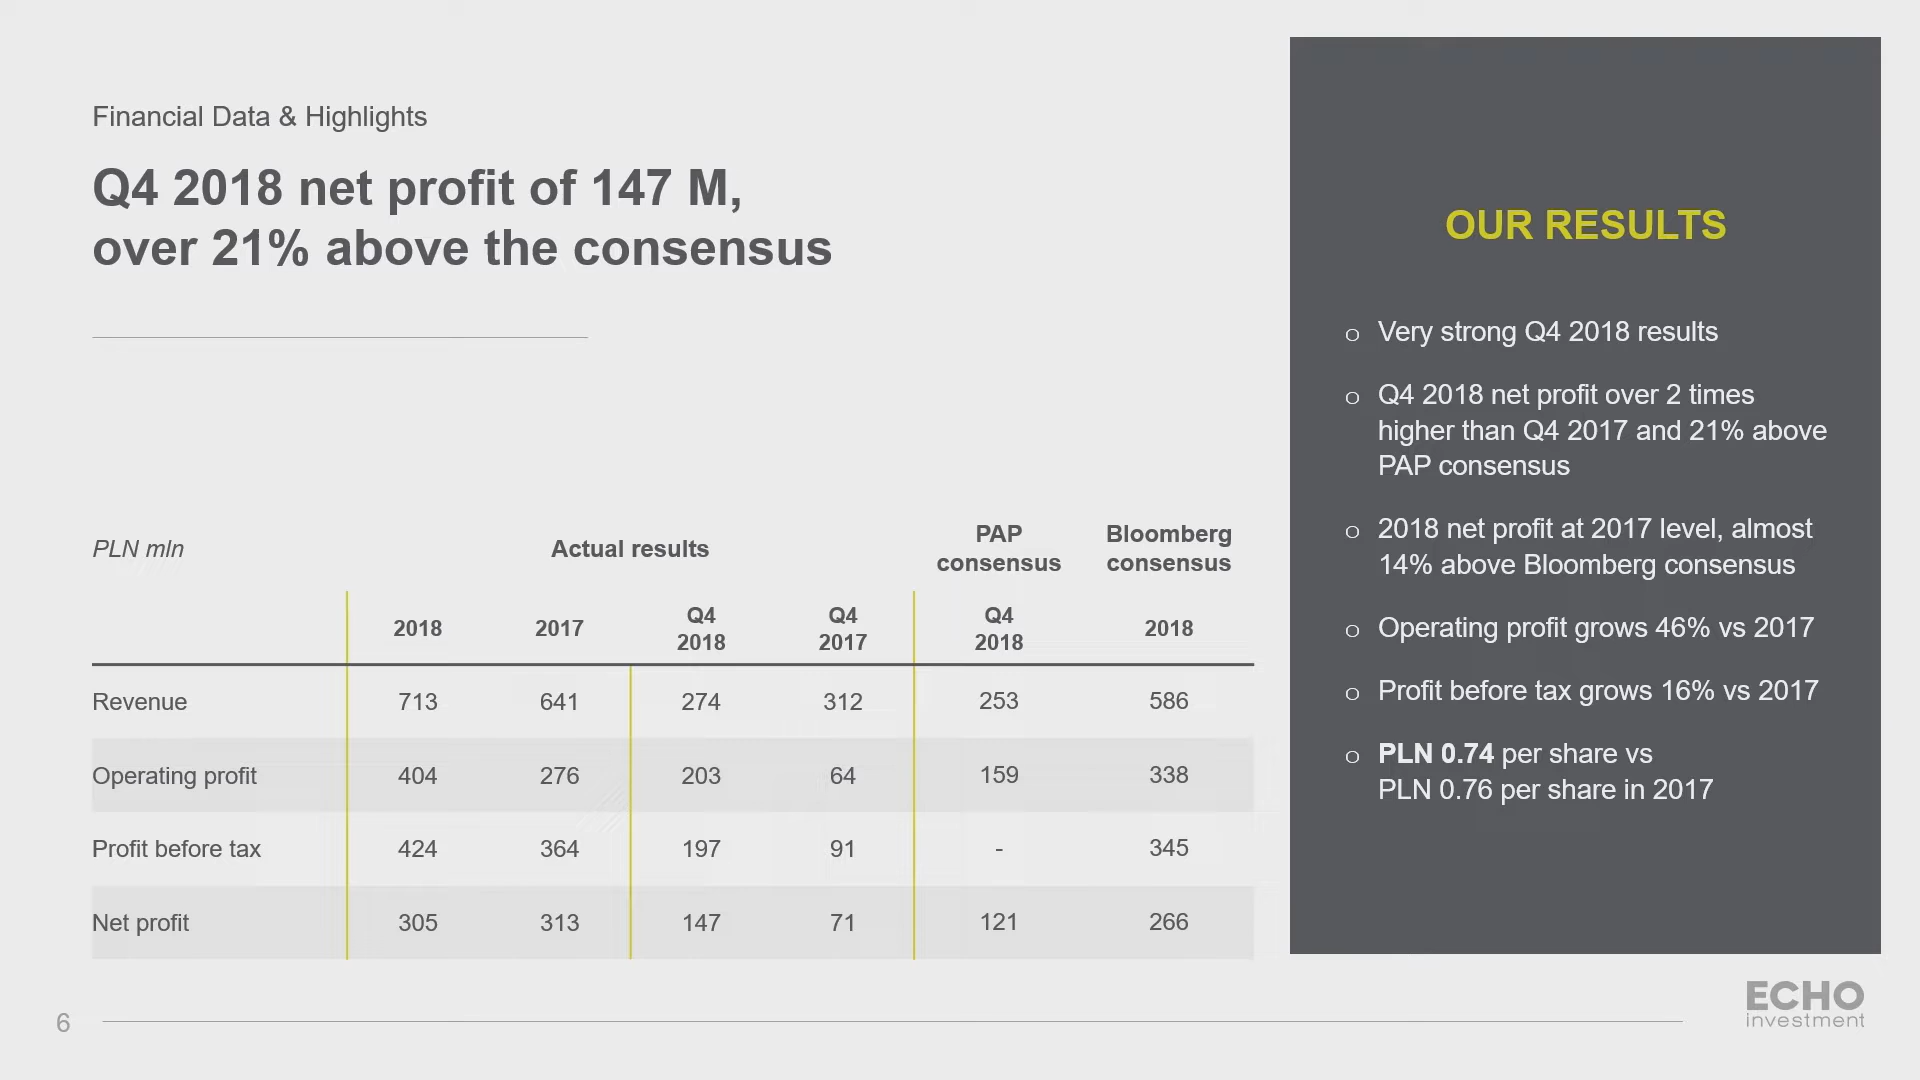 Financial Data & Highlights
Q4 2018 net profit of 147 M,
over 21% above the consensus
PLN mln Actual results PAP consensus Bloomberg consensus
2018 2017 Q4 2018 Q4 2017 Q4 2018 2018
Revenue 713 641 274 312 253 586
Operating profit 404 276 203 64 159 338
Profit before tax 424 364 197 91 - 345
Net profit 305 313 147 71 121 266
OUR RESULTS
o Very strong Q4 2018 results
o Q4 2018 net profit over 2 times
higher than Q4 2017 and 21% above
PAP consensus
o 2018 net profit at 2017 level, almost
14% above Bloomberg consensus
o Operating profit grows 46% vs 2017
o Profit before tax grows 16% vs 2017
o PLN 0.74 per share vs
PLN 0.76 per share in 2017
6
ECHO
investment